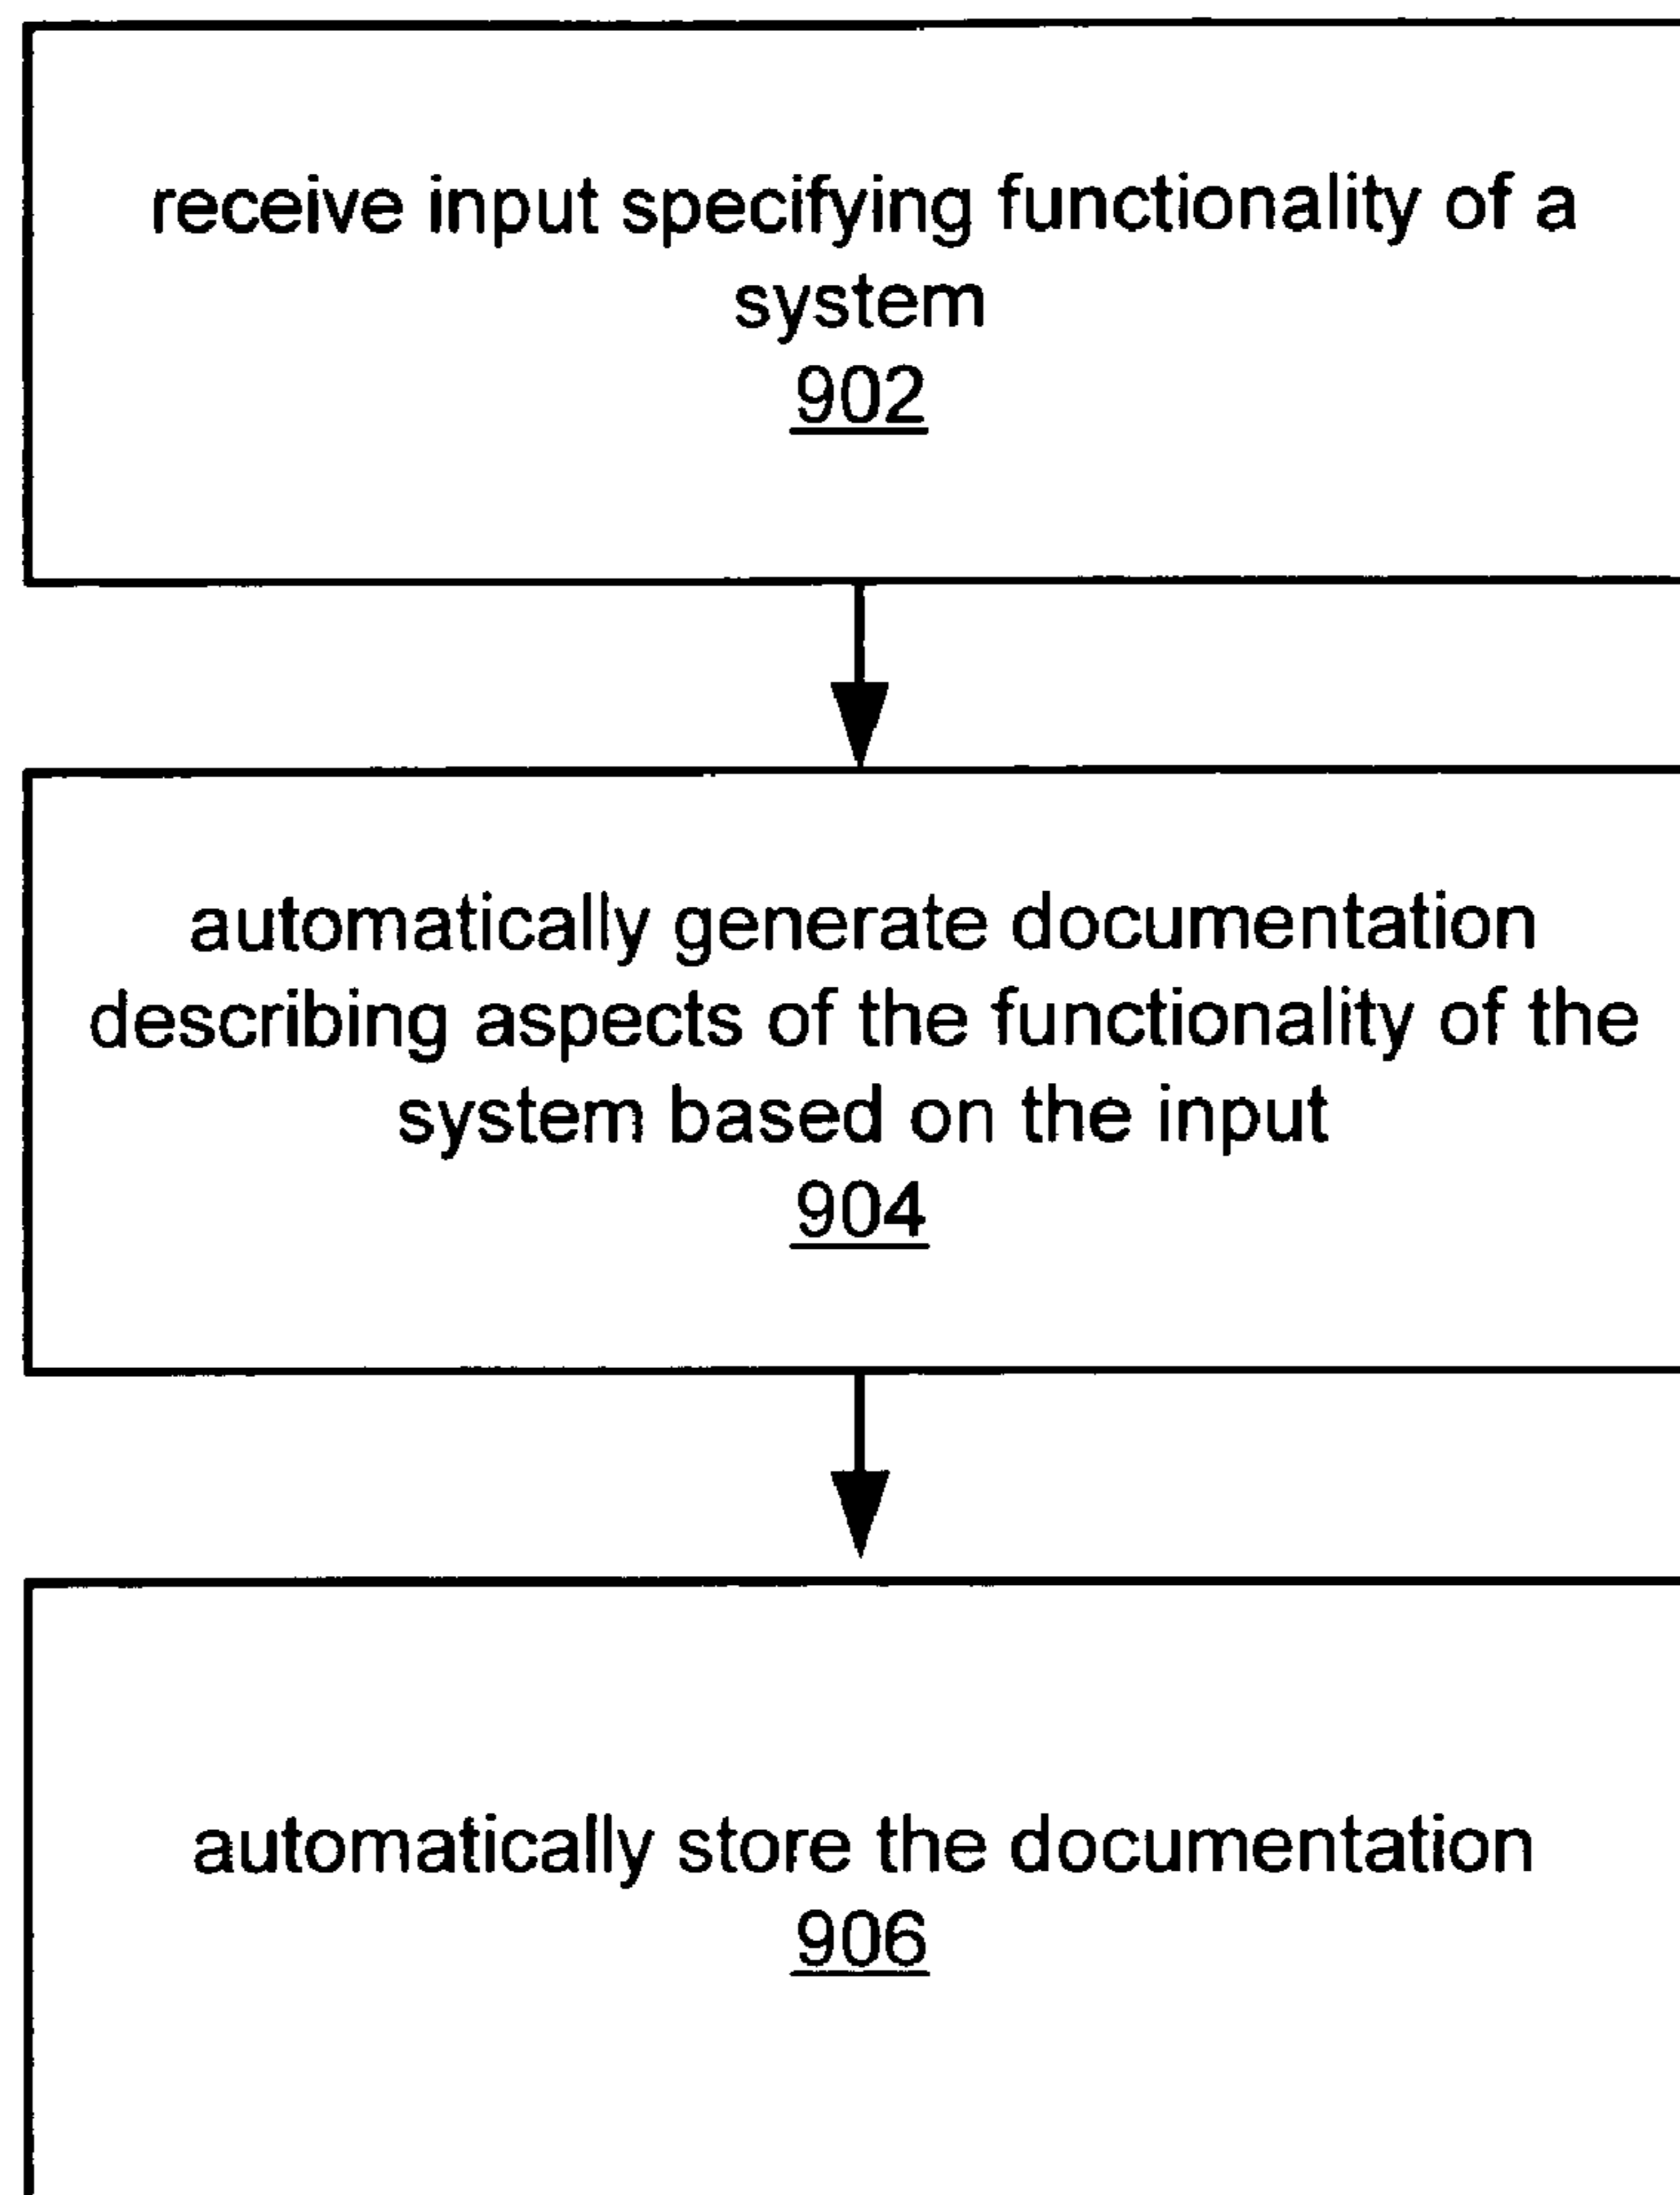 receive input specifying functionality of a
system
902
automatically generate documentation
describing aspects of the functionality of the
system based on the input
904
automatically store the documentation
906